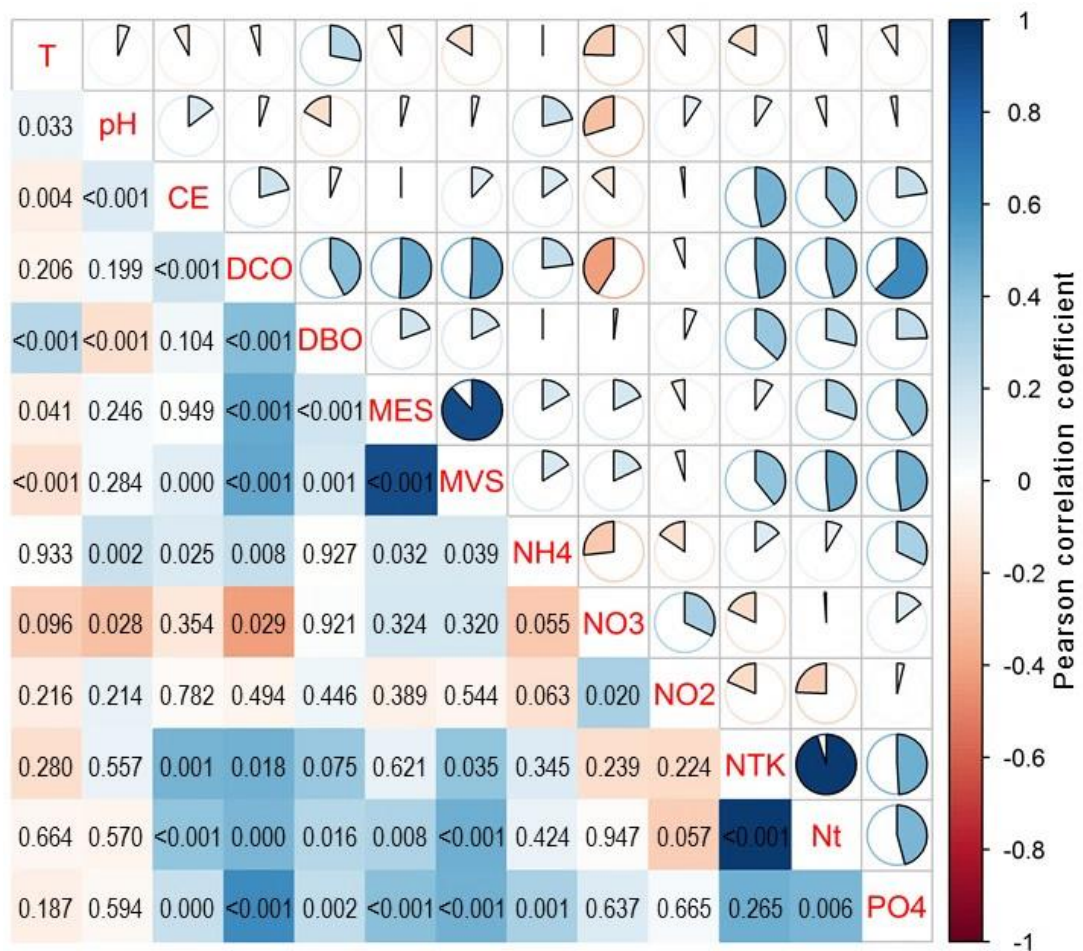 T
0.033 pH
0.004 <0.001 CE
0.206 0.199 <0.001 DCO
<0.001 <0.001 0.104 <0.001 DBO
0.041 0.246 0.949 <0.001 <0.001 MES
<0.001 0.284 0.000 <0.001 0.001 <0.001 MVS
0.933 0.002 0.025 0.008 0.927 0.032 0.039 NH4
0.096 0.028 0.354 0.029 0.921 0.324 0.320 0.055 NO3
0.216 0.214 0.782 0.494 0.446 0.389 0.544 0.063 0.020 NO2
0.280 0.557 0.001 0.018 0.075 0.621 0.035 0.345 0.239 0.224 NTK
0.664 0.570 <0.001 0.000 0.016 0.008 <0.001 0.424 0.947 0.057 <0.001 Nt
0.187 0.594 0.000 <0.001 0.002 <0.001 <0.001 0.001 0.637 0.665 0.265 0.006 PO4
1
0.8
0.6
0.4
0.2
0
-0.2
-0.4
-0.6
-0.8
-1
Pearson correlation coefficient